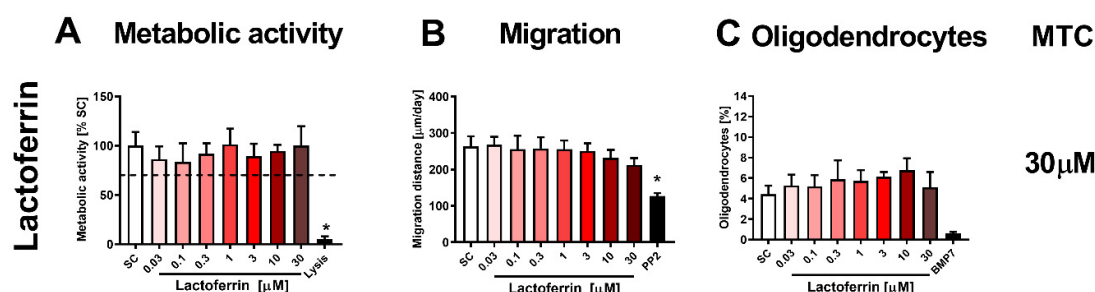 A Metabolic activity
B Migration
C Oligodendrocytes
MTC
Lactoferrin
Metabolic activity [% SC]
150
100
50
0
*
SC 0.03 0.1 0.3 1 3 10 30 Lysis
Lactoferrin [µM]
Migration distance [µm/day]
400
300
200
100
0
*
SC 0.03 0.1 0.3 1 3 10 30 PP2
Lactoferrin [µM]
Oligodendrocytes [%]
14
12
10
8
6
4
2
0
SC 0.03 0.1 0.3 1 3 10 30 BMP7
Lactoferrin [µM]
30µM